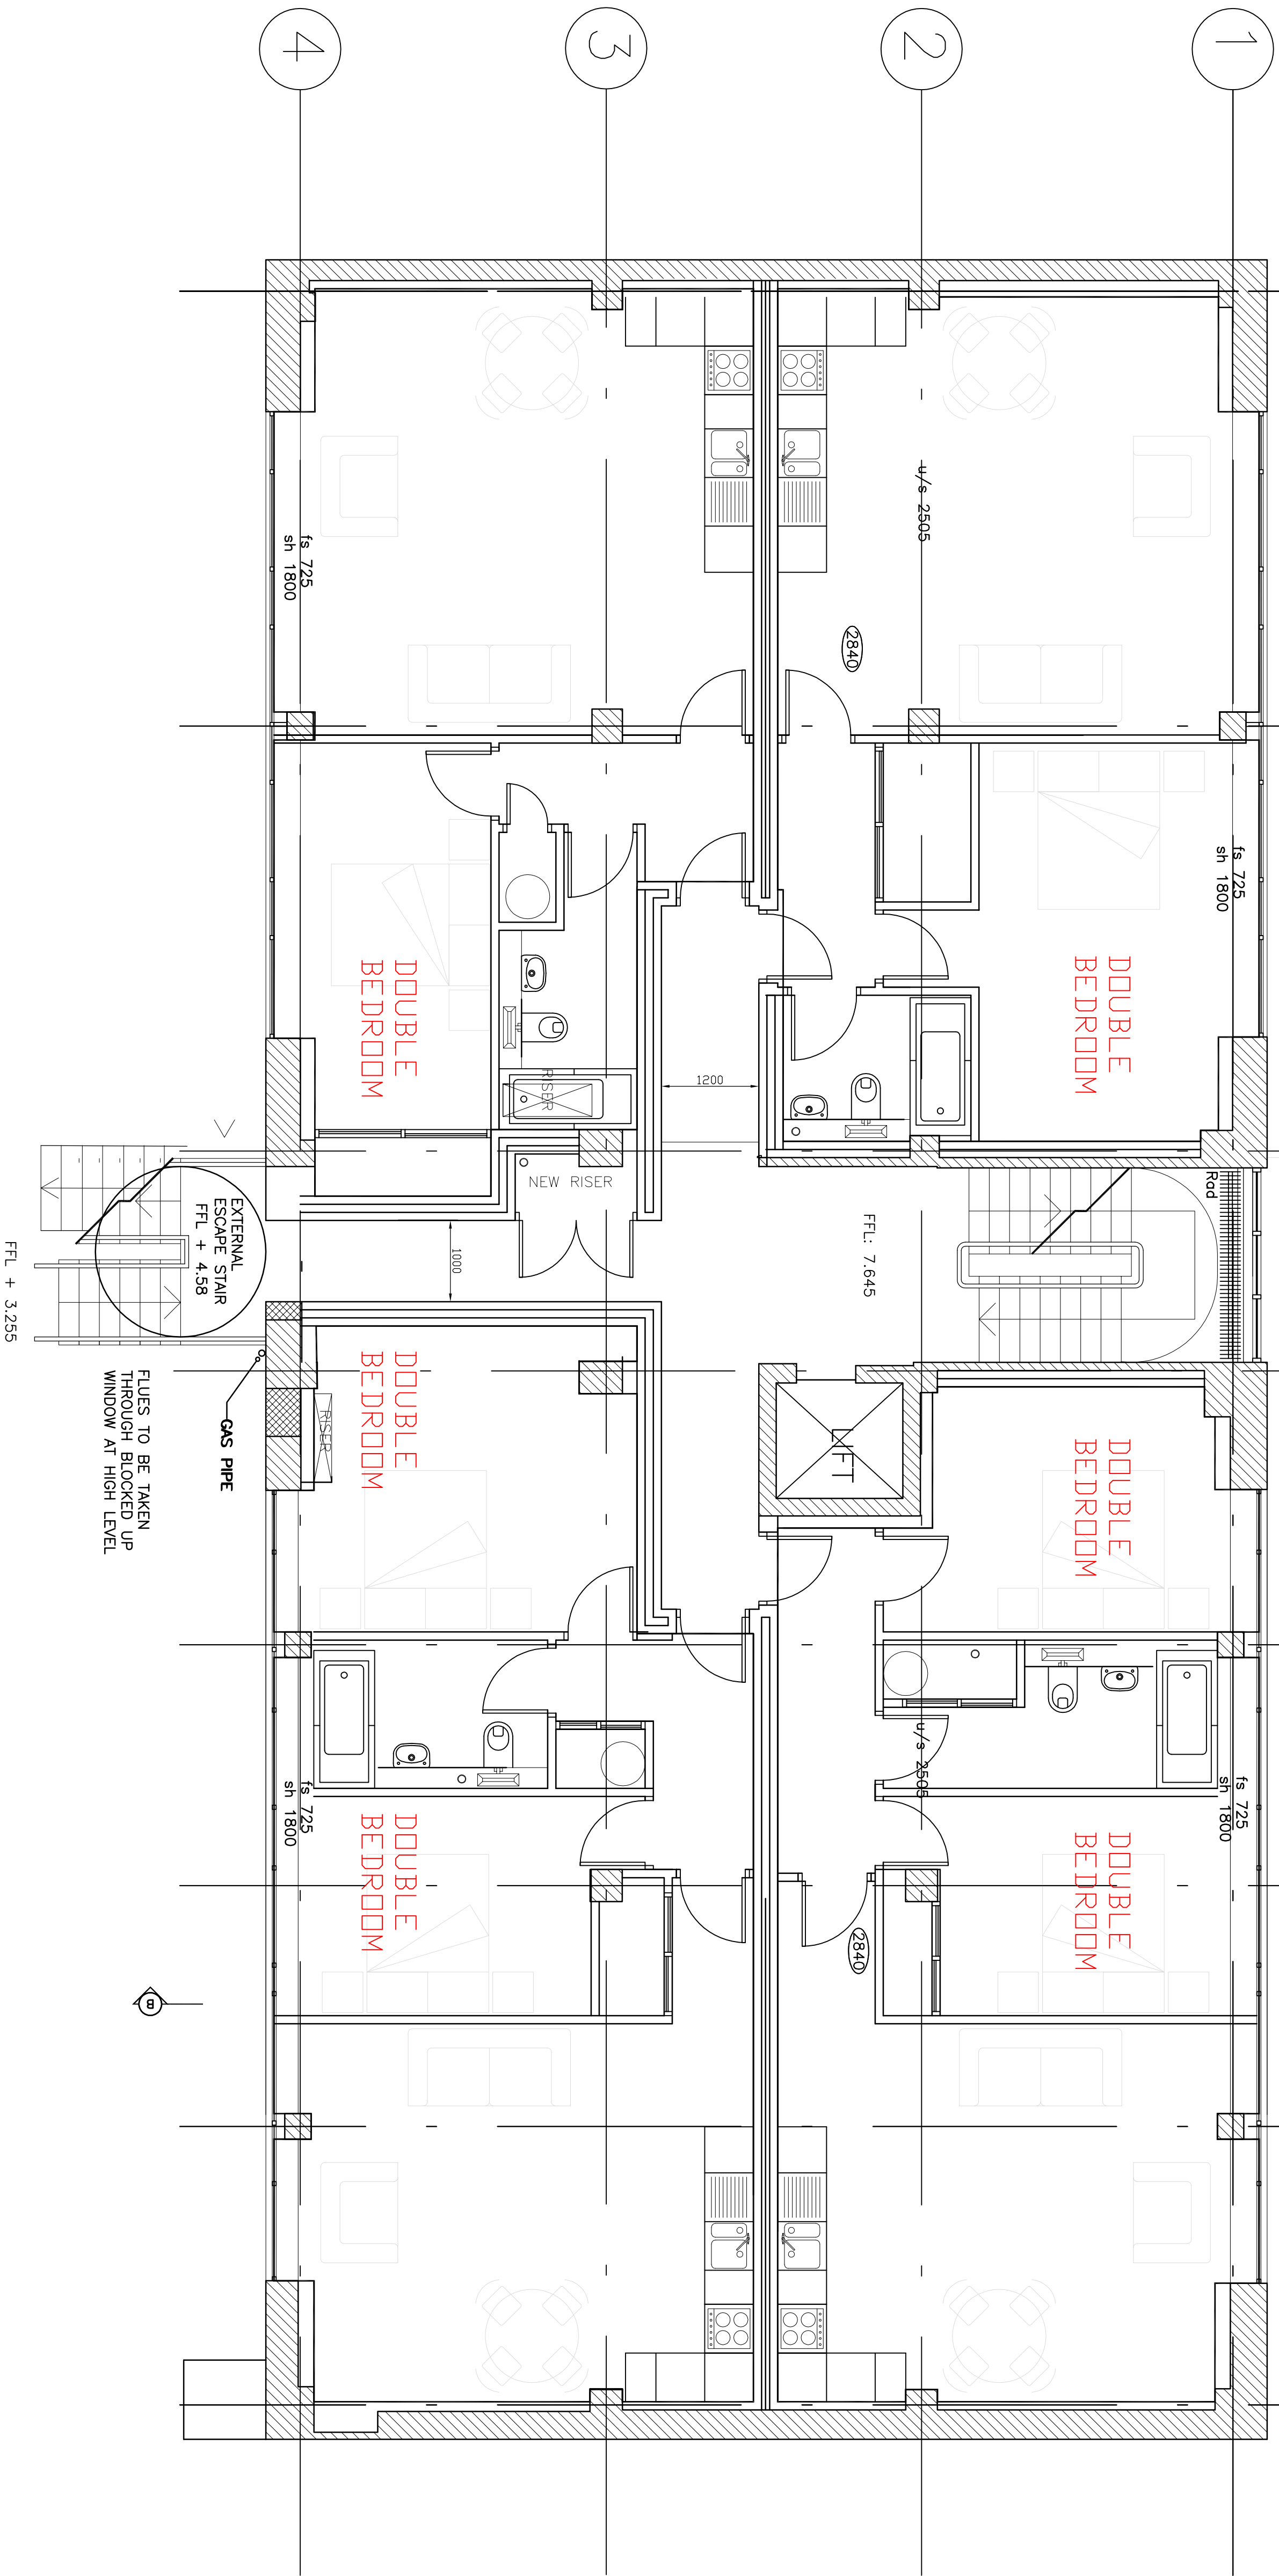 4
3
2
1
u/s 2505
fs 725
sh 1800
2840
fs 725
sh 1800
DOUBLE
BEDROOM
DOUBLE
BEDROOM
RISER
1200
NEW RISER
Rad
EXTERNAL
ESCAPE STAIR
FFL + 4.58
FFL + 3.255
1000
FFL: 7.645
FLUES TO BE TAKEN
THROUGH BLOCKED UP
WINDOW AT HIGH LEVEL
GAS PIPE
RISER
DOUBLE
BEDROOM
LIFT
DOUBLE
BEDROOM
u/s 2505
fs 725
sh 1800
fs 725
sh 1800
DOUBLE
BEDROOM
DOUBLE
BEDROOM
2840
B